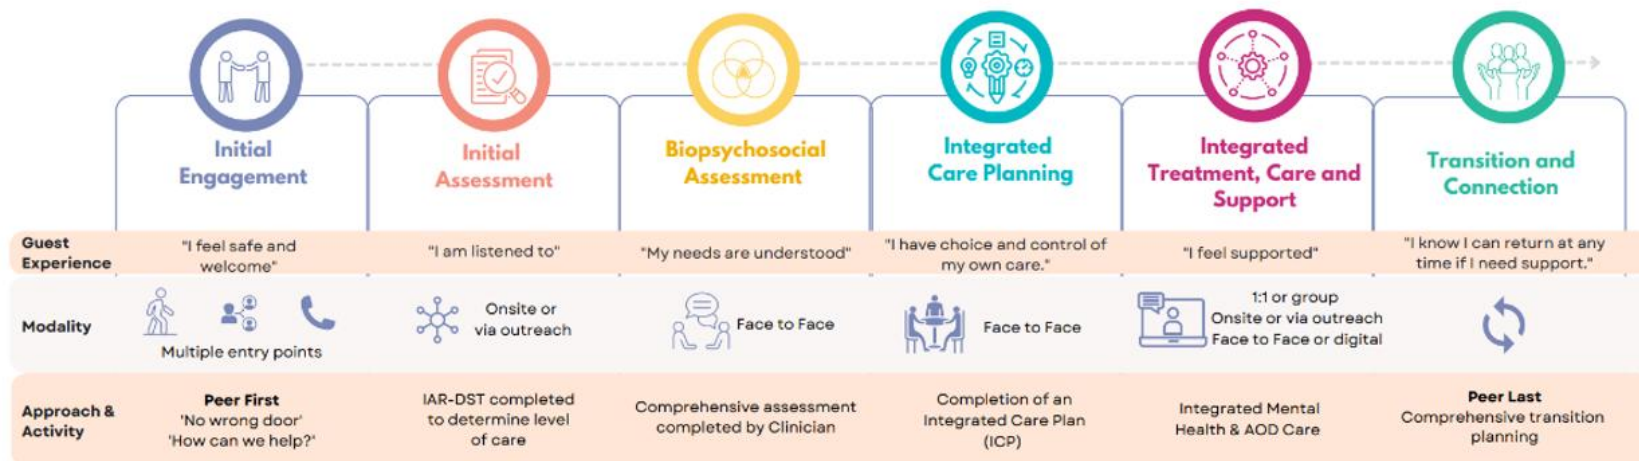 Initial
Engagement
Initial
Assessment
Biopsychosocial
Assessment
Integrated
Care Planning
Integrated
Treatment, Care and
Support
Transition and
Connection
Guest
Experience
"I feel safe and
welcome"
"I am listened to"
"My needs are understood"
"I have choice and control of
my own care."
"I feel supported"
"I know I can return at any
time if I need support."
Modality
Multiple entry points
Onsite or
via outreach
Face to Face
Face to Face
1:1 or group
Onsite or via outreach
Face to Face or digital
Approach &
Activity
Peer First
'No wrong door'
'How can we help?'
IAR-DST completed
to determine level
of care
Comprehensive assessment
completed by Clinician
Completion of an
Integrated Care Plan
(ICP)
Integrated Mental
Health & AOD Care
Peer Last
Comprehensive transition
planning